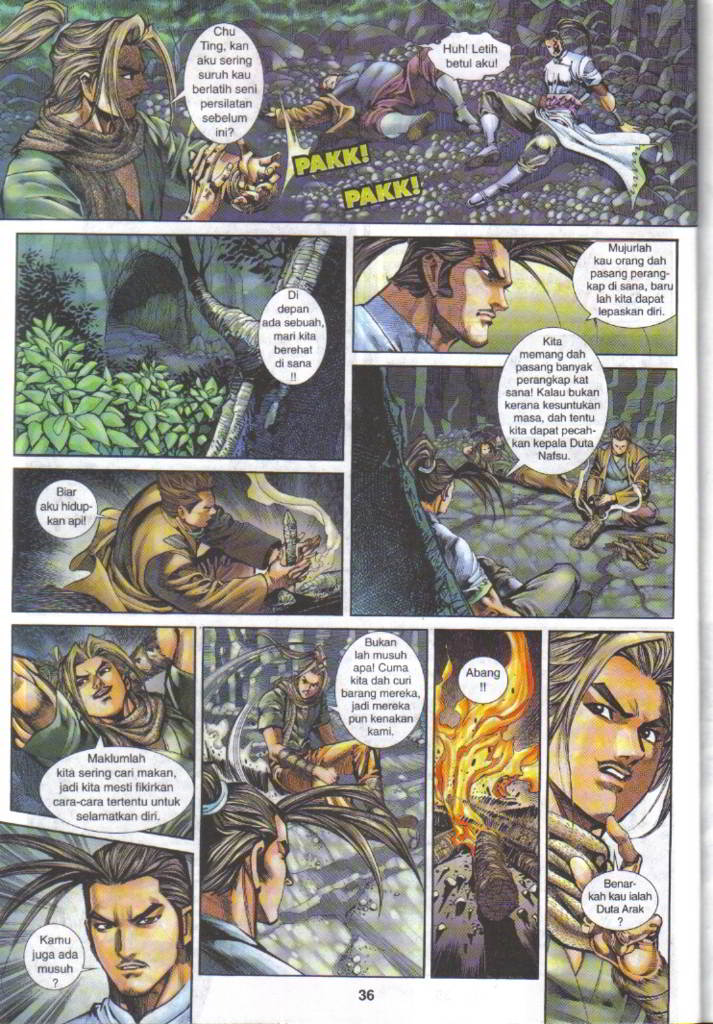 Chu
Ting, kan
aku sering
suruh kau
berlatih seni
persilatan
sebelum
ini?
Huh! Letih
betul aku!
PAKK!
PAKK!
Di
depan
ada sebuah,
mari kita
berehat
di sana
!!
Mujurlah
kau orang dah
pasang perang-
kap di sana, baru
lah kita dapat
lepaskan diri.
Kita
memang dah
pasang banyak
perangkap kat
sana! Kalau bukan
kerana kesuntukan
masa, dah tentu
kita dapat pecah-
kan kepala Duta
Nafsu.
Biar
aku hidup-
kan api!
Maklumlah
kita sering cari makan,
jadi kita mesti fikirkan
cara-cara tertentu untuk
selamatkan diri.
Kamu
juga ada
musuh
?
Bukan
lah musuh
apa! Cuma
kita dah curi
barang mereka,
jadi mereka
pun kenakan
kami.
Abang
!!
Benar-
kah kau ialah
Duta Arak
?
36